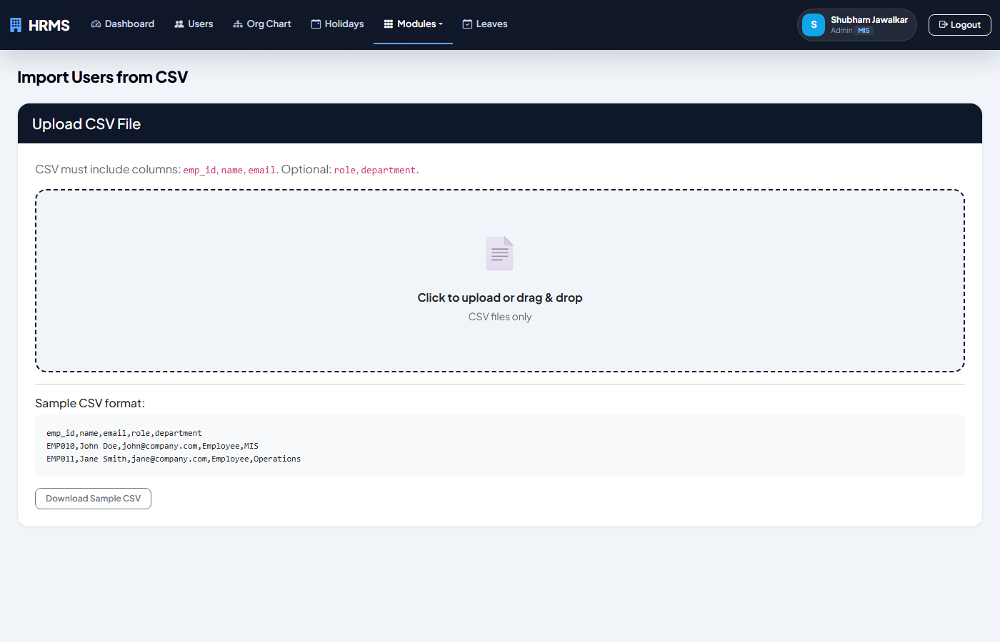 HRMS Dashboard Users Org Chart Holidays Modules Leaves S Shubham Jawalkar Admin MIS Logout
Import Users from CSV
Upload CSV File
CSV must include columns: emp_id, name, email. Optional: role, department.
Click to upload or drag & drop
CSV files only
Sample CSV format:
emp_id,name,email,role,department
EMP010,John Doe,john@company.com,Employee,MIS
EMP011,Jane Smith,jane@company.com,Employee,Operations
Download Sample CSV